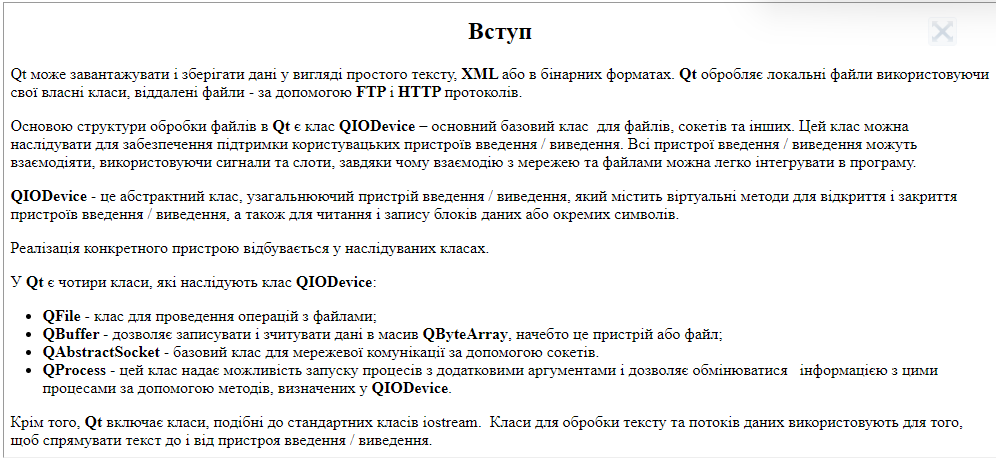 Вступ
Qt може завантажувати і зберігати дані у вигляді простого тексту, XML або в бінарних форматах. Qt обробляє локальні файли використовуючи
свої власні класи, віддалені файли - за допомогою FTP і HTTP протоколів.
Основою структури обробки файлів в Qt є клас QIODevice – основний базовий клас  для файлів, сокетів та інших. Цей клас можна
наслідувати для забезпечення підтримки користувацьких пристроїв введення / виведення. Всі пристрої введення / виведення можуть
взаємодіяти, використовуючи сигнали та слоти, завдяки чому взаємодію з мережею та файлами можна легко інтегрувати в програму.
QIODevice - це абстрактний клас, узагальнюючий пристрій введення / виведення, який містить віртуальні методи для відкриття і закриття
пристроїв введення / виведення, а також для читання і запису блоків даних або окремих символів.
Реалізація конкретного пристрою відбувається у наслідуваних класах.
У Qt є чотири класи, які наслідують клас QIODevice:
• QFile - клас для проведення операцій з файлами;
• QBuffer - дозволяє записувати і зчитувати дані в масив QByteArray, начебто це пристрій або файл;
• QAbstractSocket - базовий клас для мережевої комунікації за допомогою сокетів.
• QProcess - цей клас надає можливість запуску процесів з додатковими аргументами і дозволяє обмінюватися   інформацією з цими
процесами за допомогою методів, визначених у QIODevice.
Крім того, Qt включає класи, подібні до стандартних класів iostream.  Класи для обробки тексту та потоків даних використовують для того,
щоб спрямувати текст до і від пристроя введення / виведення.